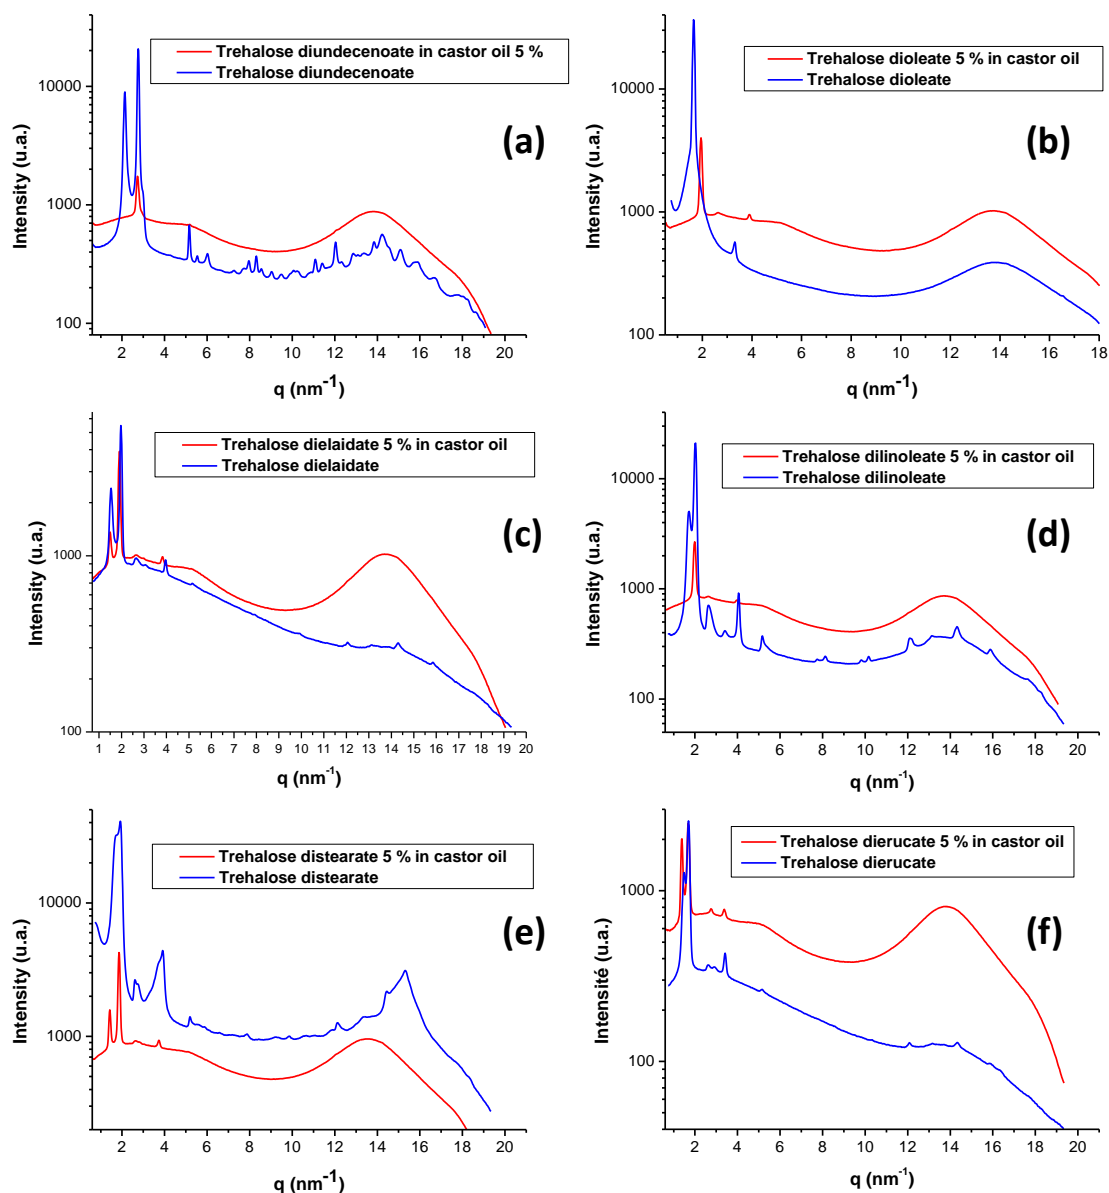 Trehalose diundecenoate in castor oil 5 %
Trehalose diundecenoate
(a)
10000
1000
100
Intensity (u.a.)
2 4 6 8 10 12 14 16 18 20
q (nm-1)
Trehalose dioleate 5 % in castor oil
Trehalose dioleate
(b)
10000
1000
100
Intensity (u.a.)
2 4 6 8 10 12 14 16 18
q (nm-1)
Trehalose dielaidate 5 % in castor oil
Trehalose dielaidate
(c)
1000
100
Intensity (u.a.)
1 2 3 4 5 6 7 8 9 10 11 12 13 14 15 16 17 18 19 20
q (nm-1)
Trehalose dilinoleate 5 % in castor oil
Trehalose dilinoleate
(d)
10000
1000
100
Intensity (u.a.)
2 4 6 8 10 12 14 16 18 20
q (nm-1)
Trehalose distearate 5 % in castor oil
Trehalose distearate
(e)
10000
1000
Intensity (u.a.)
2 4 6 8 10 12 14 16 18 20
q (nm-1)
Trehalose dierucate 5 % in castor oil
Trehalose dierucate
(f)
1000
100
Intensité (u.a.)
2 4 6 8 10 12 14 16 18 20
q (nm-1)